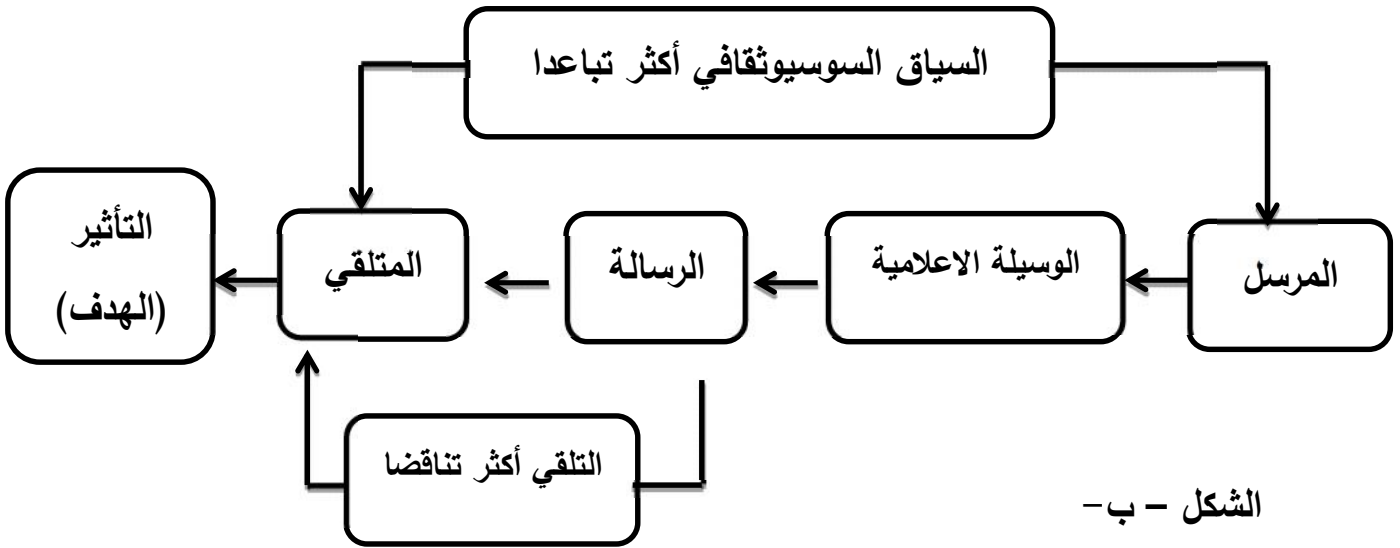 السياق السوسيوثقافي أكثر تباعدا
المرسل
الوسيلة الاعلامية
الرسالة
المتلقي
التأثير
(الهدف)
التلقي أكثر تناقضا
الشكل – ب-